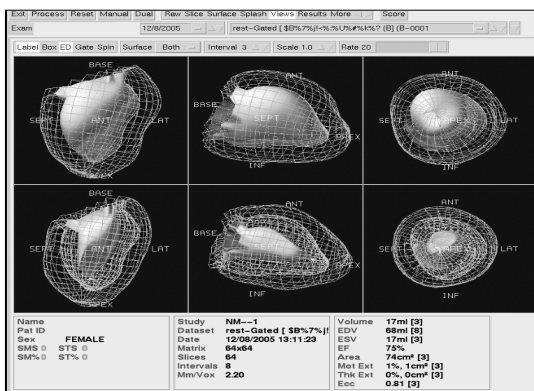 Exit Process Reset Manual Dual Raw Slice Surface Splash Views Results More Score
Exam 12/8/2005 rest-Gated [ $B%7%j!<%:%U%#%k%? (B] (B-0001
Label Box ED Gate Spin Surface Both Interval 3 Scale 1.0 Rate 20
BASE
SEPT ANT LAT
APEX
ANT
BASE SEPT APEX
INF
ANT
SEPT APEX LAT
INF
BASE
SEPT ANT LAT
APEX
ANT
BASE SEPT APEX
INF
ANT
SEPT APEX LAT
INF
Name
Pat ID
Sex FEMALE
SMS 0 STS 0
SM% 0 ST% 0
Study NM--1
Dataset rest-Gated [ $B%7%j!
Date 12/08/2005 13:11:23
Matrix 64x64
Slices 64
Intervals 8
Mm/Vox 2.20
Volume 17ml [3]
EDV 68ml [8]
ESV 17ml [3]
EF 75%
Area 74cm² [3]
Mot Ext 1%, 1cm² [3]
Thk Ext 0%, 0cm² [3]
Ecc 0.81 [3]